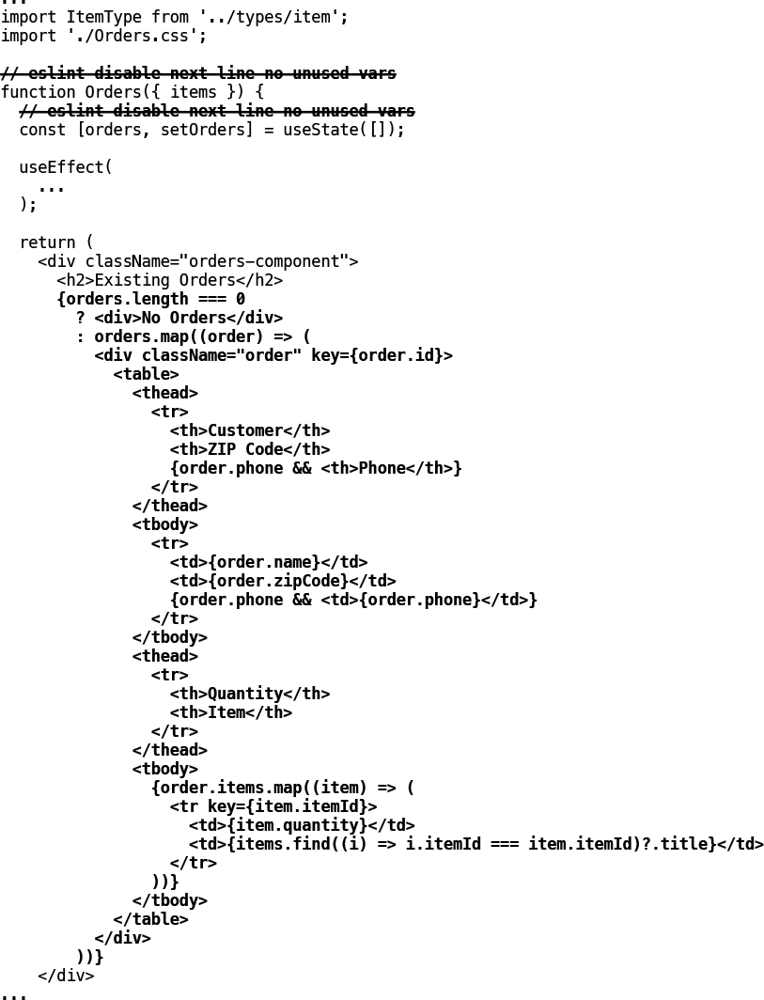 ...
import ItemType from '../types/item';
import './Orders.css';

// eslint disable next line no unused vars
function Orders({ items }) {
  // eslint disable next line no unused vars
  const [orders, setOrders] = useState([]);

  useEffect(
    ...
  );

  return (
    <div className="orders-component">
      <h2>Existing Orders</h2>
      {orders.length === 0
        ? <div>No Orders</div>
        : orders.map((order) => (
          <div className="order" key={order.id}>
            <table>
              <thead>
                <tr>
                  <th>Customer</th>
                  <th>ZIP Code</th>
                  {order.phone && <th>Phone</th>}
                </tr>
              </thead>
              <tbody>
                <tr>
                  <td>{order.name}</td>
                  <td>{order.zipCode}</td>
                  {order.phone && <td>{order.phone}</td>}
                </tr>
              </tbody>
              <thead>
                <tr>
                  <th>Quantity</th>
                  <th>Item</th>
                </tr>
              </thead>
              <tbody>
                {order.items.map((item) => (
                  <tr key={item.itemId}>
                    <td>{item.quantity}</td>
                    <td>{items.find((i) => i.itemId === item.itemId)?.title}</td>
                  </tr>
                ))}
              </tbody>
            </table>
          </div>
        ))}
    </div>
...